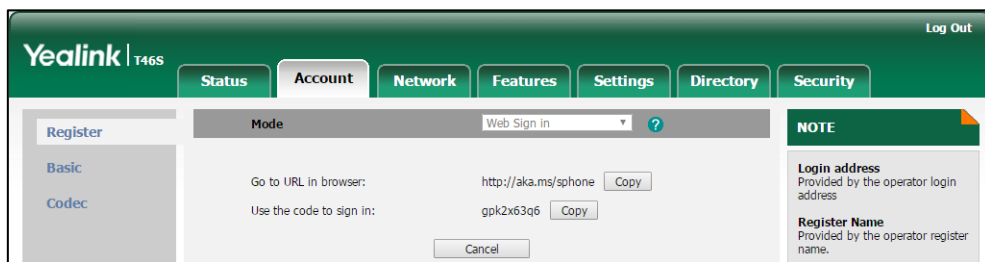 Log Out
Yealink T46S
Status Account Network Features Settings Directory Security
Register
Basic
Codec
Mode Web Sign in ?
Go to URL in browser: http://aka.ms/sphone Copy
Use the code to sign in: gpk2x63q6 Copy
Cancel
NOTE
Login address
Provided by the operator login
address
Register Name
Provided by the operator register
name.